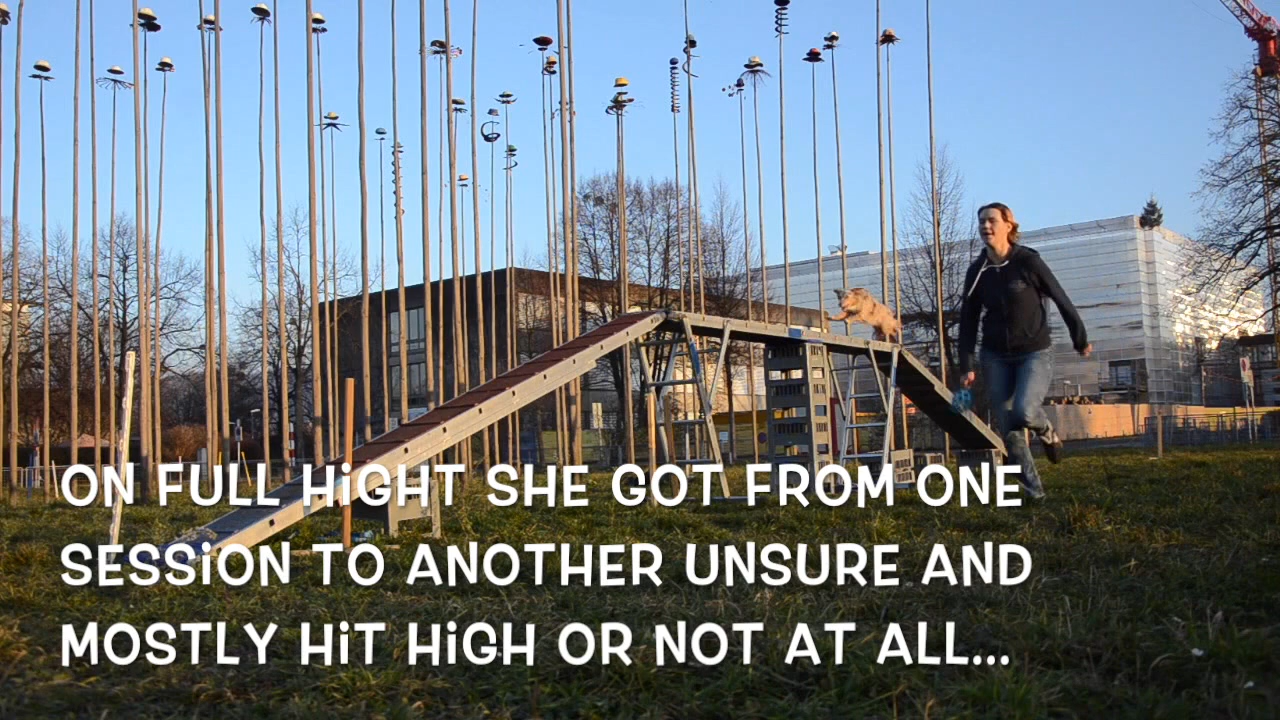 ON FULL HIGHT SHE GOT FROM ONE
SESSION TO ANOTHER UNSURE AND
MOSTLY HIT HIGH OR NOT AT ALL...